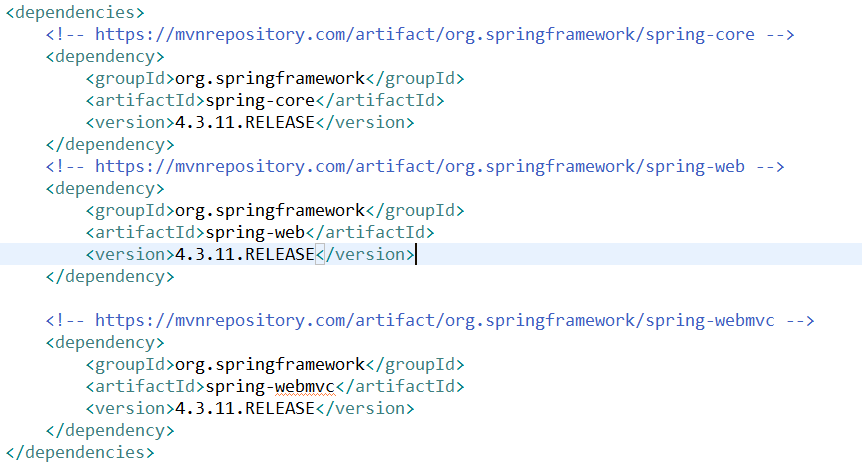 <dependencies>
<!-- https://mvnrepository.com/artifact/org.springframework/spring-core -->
<dependency>
<groupId>org.springframework</groupId>
<artifactId>spring-core</artifactId>
<version>4.3.11.RELEASE</version>
</dependency>
<!-- https://mvnrepository.com/artifact/org.springframework/spring-web -->
<dependency>
<groupId>org.springframework</groupId>
<artifactId>spring-web</artifactId>
<version>4.3.11.RELEASE</version>
</dependency>
<!-- https://mvnrepository.com/artifact/org.springframework/spring-webmvc -->
<dependency>
<groupId>org.springframework</groupId>
<artifactId>spring-webmvc</artifactId>
<version>4.3.11.RELEASE</version>
</dependency>
</dependencies>